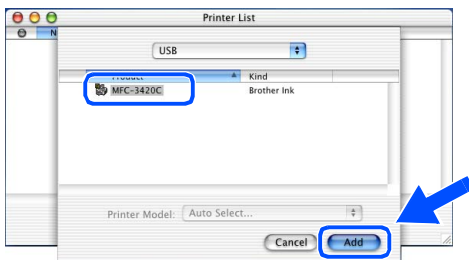 Printer List
N
USB
Product Kind
MFC-3420C Brother Ink
Printer Model: Auto Select...
Cancel Add